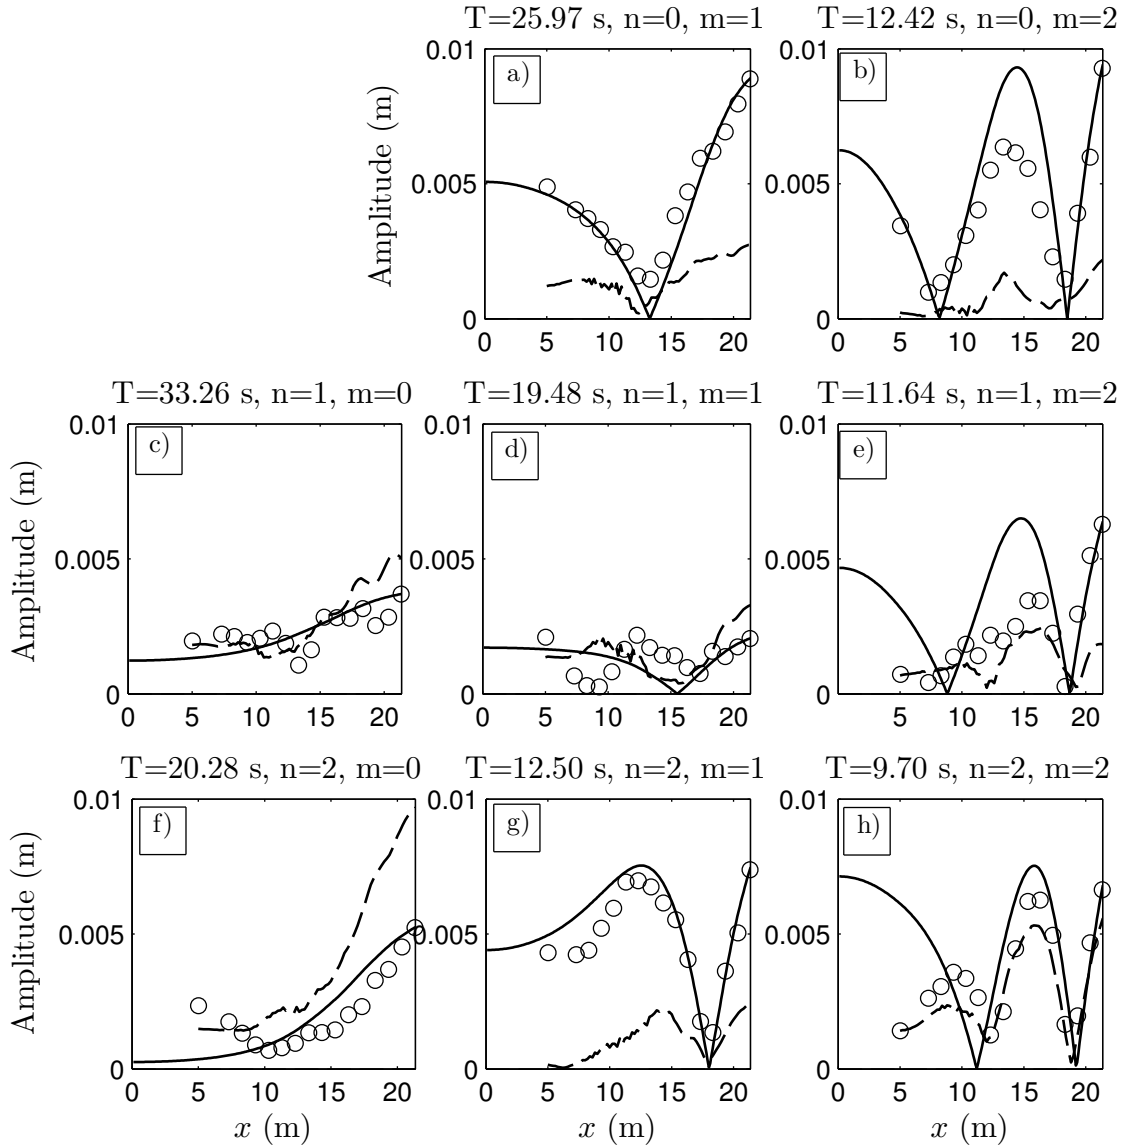 T=25.97 s, n=0, m=1
T=12.42 s, n=0, m=2
Amplitude (m)
0.01
0.005
0
a)
0 5 10 15 20
b)
0.01
0.005
0
0 5 10 15 20
T=33.26 s, n=1, m=0
T=19.48 s, n=1, m=1
T=11.64 s, n=1, m=2
Amplitude (m)
0.01
0.005
0
c)
0 5 10 15 20
0.01
0.005
0
d)
0 5 10 15 20
0.01
0.005
0
e)
5 10 15 20
T=20.28 s, n=2, m=0
T=12.50 s, n=2, m=1
T=9.70 s, n=2, m=2
Amplitude (m)
0.01
0.005
0
f)
0 5 10 15 20
x (m)
0.01
0.005
0
g)
0 5 10 15 20
x (m)
0.01
0.005
0
h)
5 10 15 20
x (m)